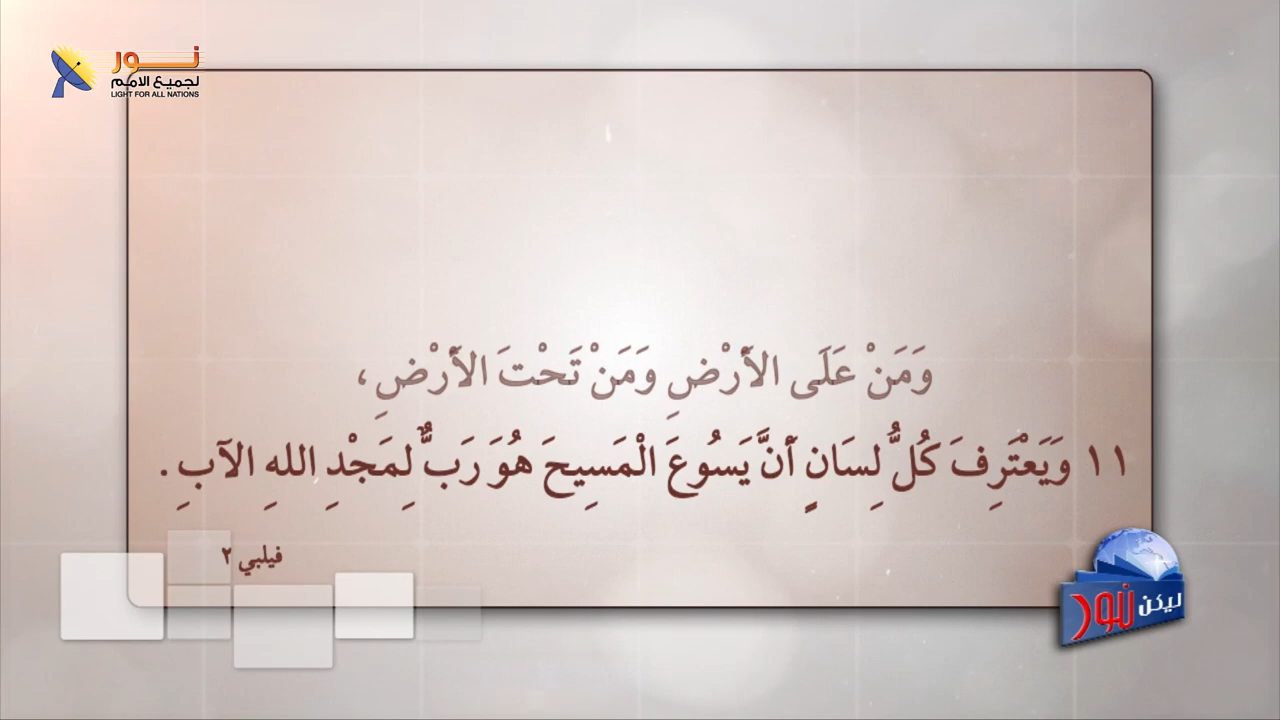 نور
لجميع الامم
LIGHT FOR ALL NATIONS
وَمَنْ عَلَى الأَرْضِ وَمَنْ تَحْتَ الأَرْضِ،
١١ وَيَعْتَرِفَ كُلُّ لِسَانٍ أَنَّ يَسُوعَ الْمَسِيحَ هُوَ رَبٌّ لِمَجْدِ اللهِ الآبِ.
فيلبي ٢
ليكن نور